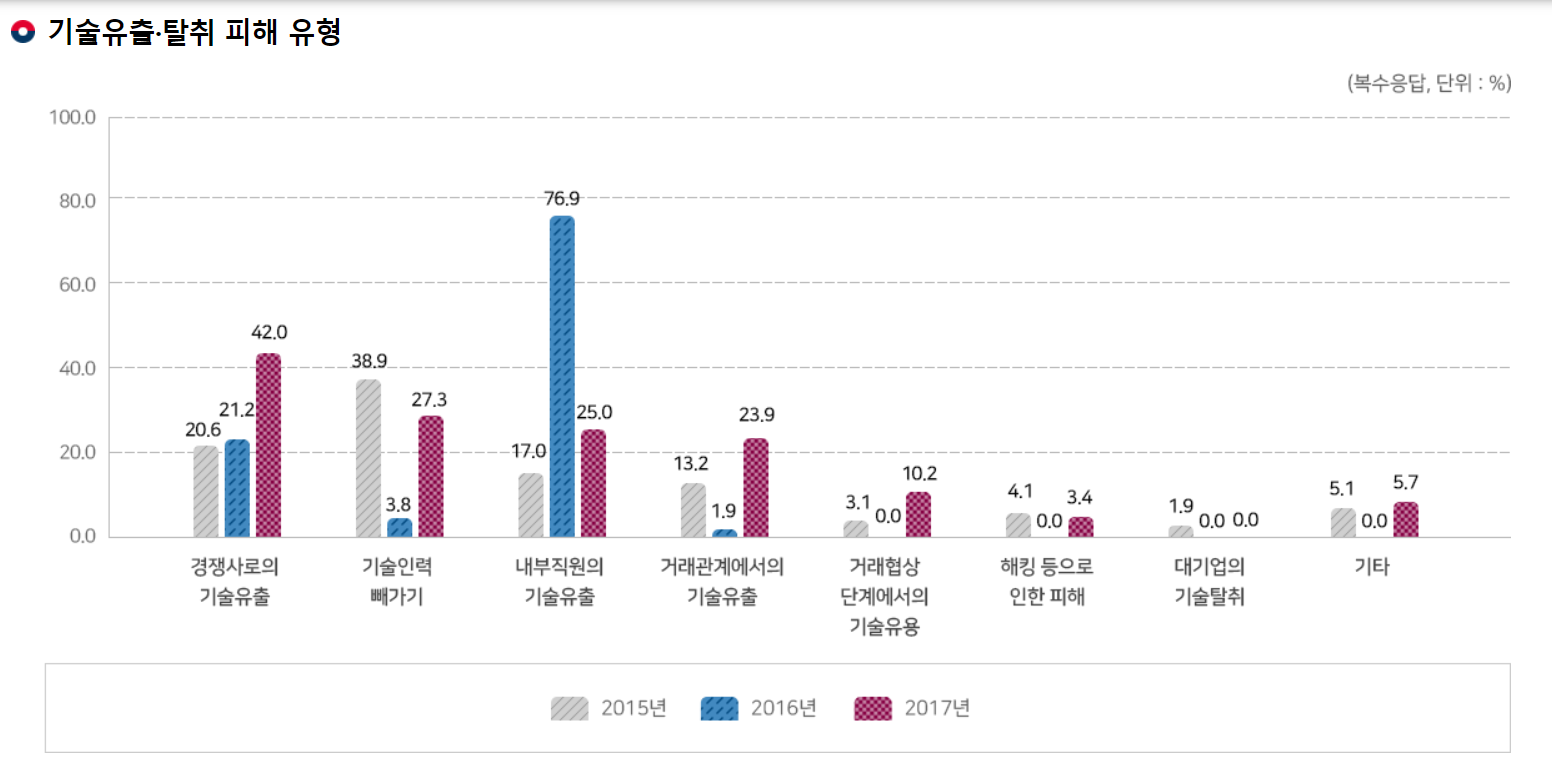 기술유출·탈취 피해 유형
(복수응답, 단위 : %)
100.0
80.0
60.0
40.0
20.0
0.0
20.6
21.2
42.0
38.9
3.8
27.3
17.0
76.9
25.0
13.2
1.9
23.9
3.1
0.0
10.2
4.1
0.0
3.4
1.9
0.0
0.0
5.1
0.0
5.7
경쟁사로의
기술유출
기술인력
빼가기
내부직원의
기술유출
거래관계에서의
기술유출
거래협상
단계에서의
기술유용
해킹 등으로
인한 피해
대기업의
기술탈취
기타
2015년
2016년
2017년